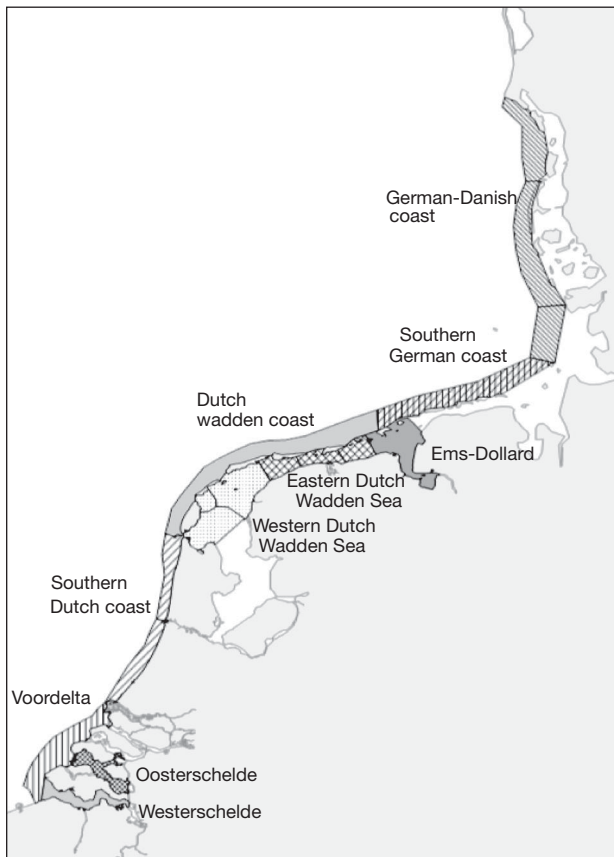 German-Danish
coast
Southern
German coast
Dutch
wadden coast
Ems-Dollard
Eastern Dutch
Wadden Sea
Western Dutch
Wadden Sea
Southern
Dutch coast
Voordelta
Oosterschelde
Westerschelde